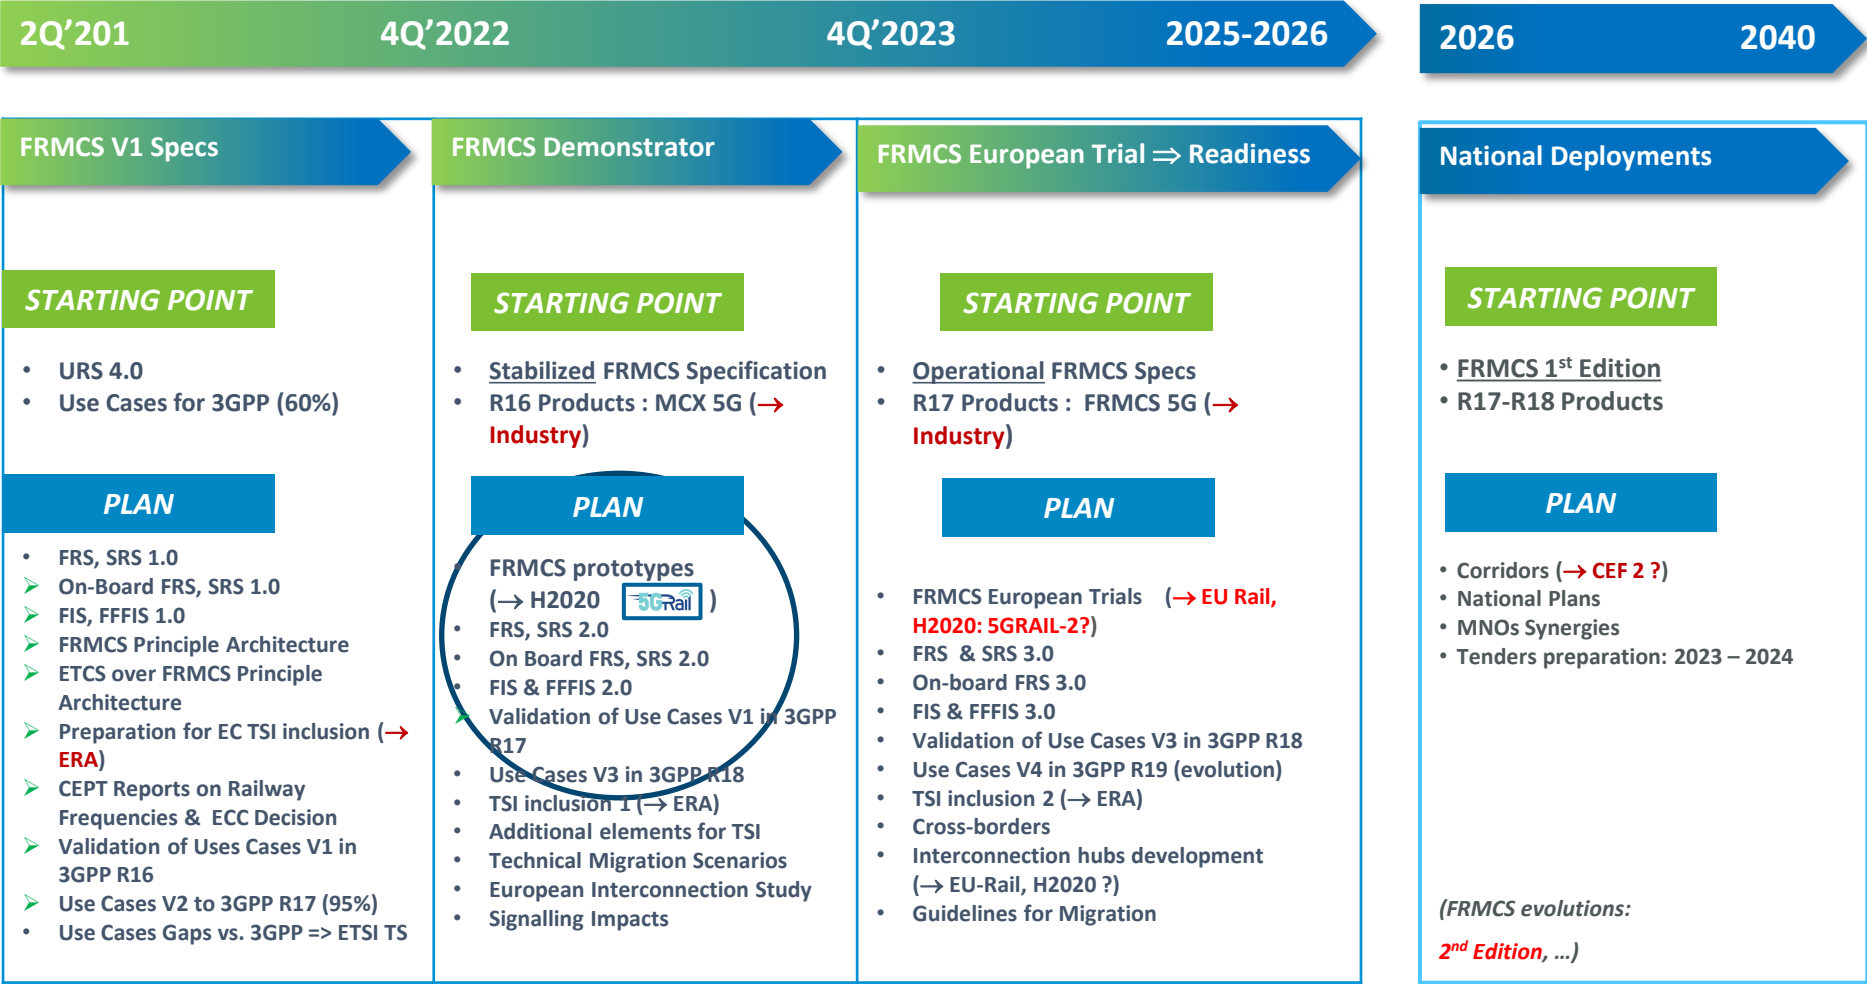 2Q’201 4Q’2022 4Q’2023 2025-2026 2026 2040
FRMCS V1 Specs
STARTING POINT
• URS 4.0
• Use Cases for 3GPP (60%)
PLAN
• FRS, SRS 1.0
➢ On-Board FRS, SRS 1.0
➢ FIS, FFFIS 1.0
➢ FRMCS Principle Architecture
➢ ETCS over FRMCS Principle
Architecture
➢ Preparation for EC TSI inclusion (→
ERA)
➢ CEPT Reports on Railway
Frequencies & ECC Decision
➢ Validation of Uses Cases V1 in
3GPP R16
➢ Use Cases V2 to 3GPP R17 (95%)
• Use Cases Gaps vs. 3GPP => ETSI TS
FRMCS Demonstrator
STARTING POINT
• Stabilized FRMCS Specification
• R16 Products : MCX 5G (→
Industry)
PLAN
• FRMCS prototypes
(→ H2020 5GRail )
• FRS, SRS 2.0
• On Board FRS, SRS 2.0
• FIS & FFFIS 2.0
➢ Validation of Use Cases V1 in 3GPP
R17
• Use Cases V3 in 3GPP R18
• TSI inclusion 1 (→ ERA)
• Additional elements for TSI
• Technical Migration Scenarios
• European Interconnection Study
• Signalling Impacts
FRMCS European Trial ⇒ Readiness
STARTING POINT
• Operational FRMCS Specs
• R17 Products : FRMCS 5G (→
Industry)
PLAN
• FRMCS European Trials (→ EU Rail,
H2020: 5GRAIL-2?)
• FRS & SRS 3.0
• On-board FRS 3.0
• FIS & FFFIS 3.0
• Validation of Use Cases V3 in 3GPP R18
• Use Cases V4 in 3GPP R19 (evolution)
• TSI inclusion 2 (→ ERA)
• Cross-borders
• Interconnection hubs development
(→ EU-Rail, H2020 ?)
• Guidelines for Migration
National Deployments
STARTING POINT
• FRMCS 1st Edition
• R17-R18 Products
PLAN
• Corridors (→ CEF 2 ?)
• National Plans
• MNOs Synergies
• Tenders preparation: 2023 – 2024
(FRMCS evolutions:
2nd Edition, …)